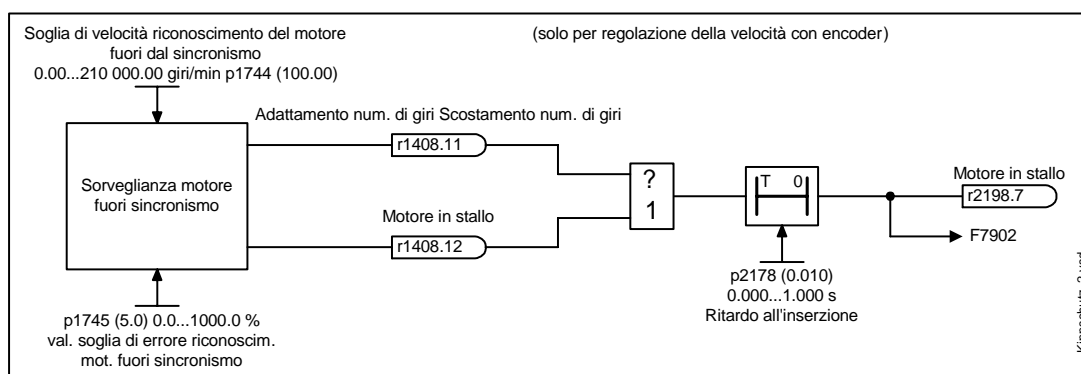 Soglia di velocità riconoscimento del motore
fuori dal sincronismo
0.00...210 000.00 giri/min p1744 (100.00)
(solo per regolazione della velocità con encoder)
Adattamento num. di giri Scostamento num. di giri
r1408.11
Sorveglianza motore
fuori sincronismo
?
1
T 0
Motore in stallo
r2198.7
Motore in stallo
r1408.12
F7902
p2178 (0.010)
0.000...1.000 s
Ritardo all'inserzione
p1745 (5.0) 0.0...1000.0 %
val. soglia di errore riconoscim.
mot. fuori sincronismo